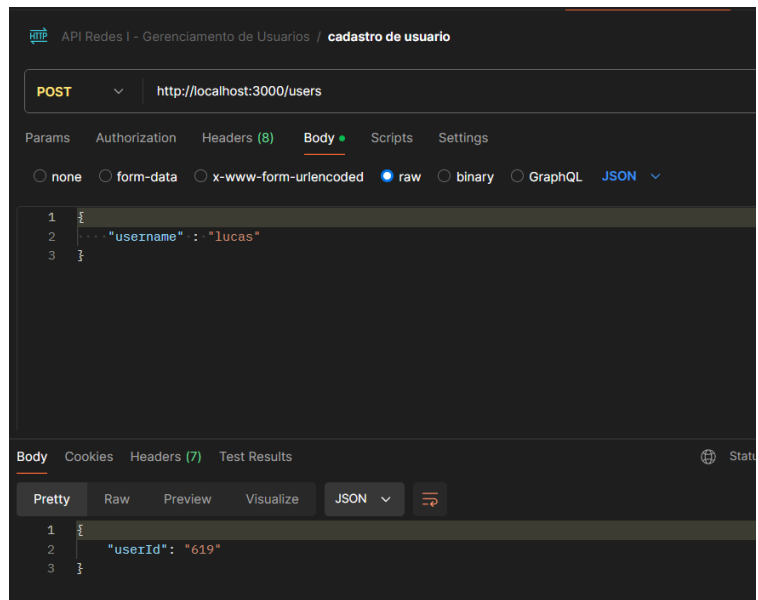 HTTP API Redes I - Gerenciamento de Usuarios / cadastro de usuario
POST http://localhost:3000/users
Params Authorization Headers (8) Body Scripts Settings
none form-data x-www-form-urlencoded raw binary GraphQL JSON
1 {
2 "username" : "lucas"
3 }
Body Cookies Headers (7) Test Results Statu
Pretty Raw Preview Visualize JSON
1 {
2 "userId": "619"
3 }